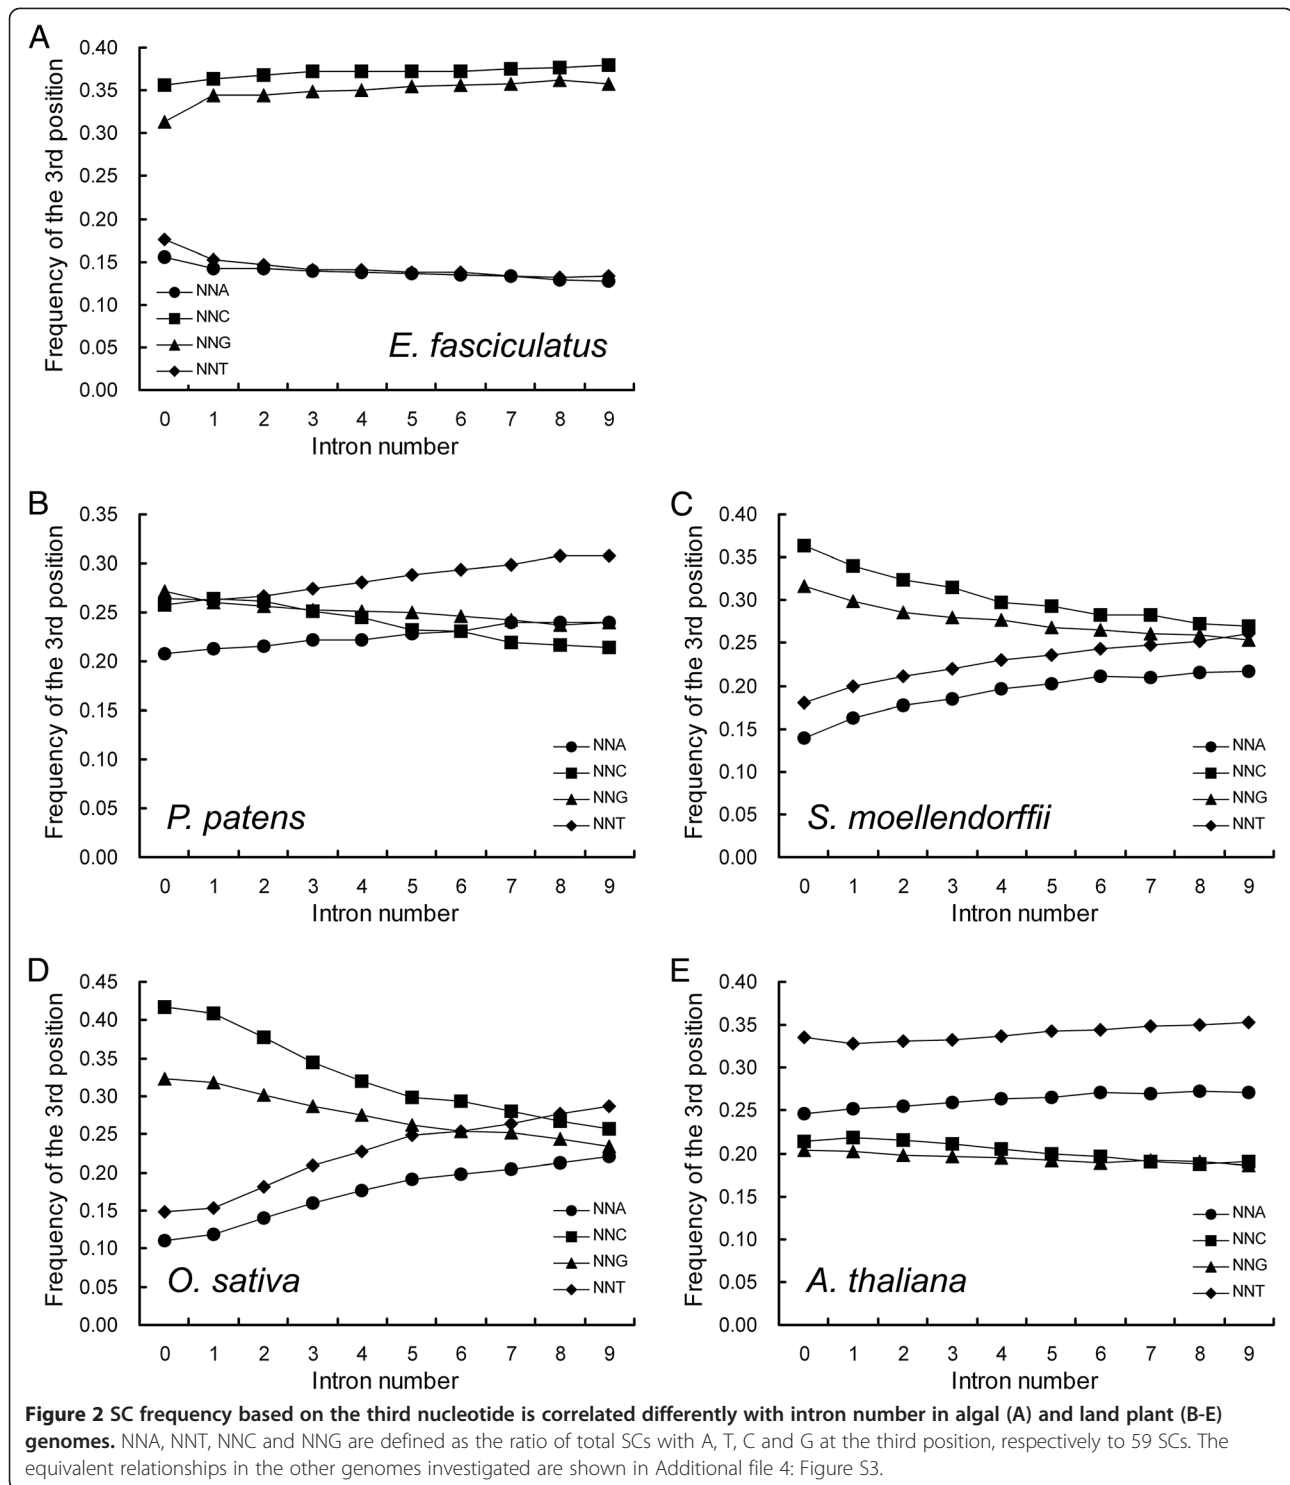 A
Frequency of the 3rd position
0.40
0.35
0.30
0.25
0.20
0.15
0.10
0.05
0.00
NNA
NNC
NNG
NNT
E. fasciculatus
0 1 2 3 4 5 6 7 8 9
Intron number
B
Frequency of the 3rd position
0.35
0.30
0.25
0.20
0.15
0.10
0.05
0.00
NNA
NNC
NNG
NNT
P. patens
0 1 2 3 4 5 6 7 8 9
Intron number
C
Frequency of the 3rd position
0.40
0.35
0.30
0.25
0.20
0.15
0.10
0.05
0.00
NNA
NNC
NNG
NNT
S. moellendorffii
0 1 2 3 4 5 6 7 8 9
Intron number
D
Frequency of the 3rd position
0.45
0.40
0.35
0.30
0.25
0.20
0.15
0.10
0.05
0.00
NNA
NNC
NNG
NNT
O. sativa
0 1 2 3 4 5 6 7 8 9
Intron number
E
Frequency of the 3rd position
0.40
0.35
0.30
0.25
0.20
0.15
0.10
0.05
0.00
NNA
NNC
NNG
NNT
A. thaliana
0 1 2 3 4 5 6 7 8 9
Intron number
Figure 2 SC frequency based on the third nucleotide is correlated differently with intron number in algal (A) and land plant (B-E)
genomes. NNA, NNT, NNC and NNG are defined as the ratio of total SCs with A, T, C and G at the third position, respectively to 59 SCs. The
equivalent relationships in the other genomes investigated are shown in Additional file 4: Figure S3.